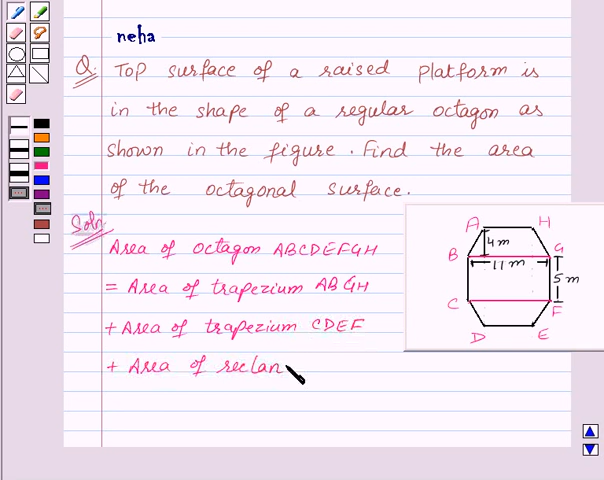 neha
Q. Top surface of a raised platform is
in the shape of a regular octagon as
shown in the figure. Find the area
of the octagonal surface.
Soln
Area of octagon ABCDEFGH
= Area of trapezium ABGH
+ Area of trapezium CDEF
+ Area of reclan
A H
4m
B G
11 m
5 m
C F
D E